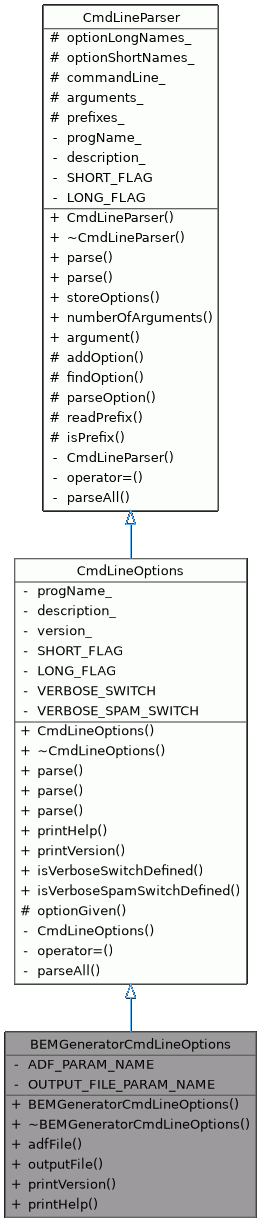 CmdLineParser
# optionLongNames_
# optionShortNames_
# commandLine_
# arguments_
# prefixes_
- progName_
- description_
- SHORT_FLAG
- LONG_FLAG
+ CmdLineParser()
+ ~CmdLineParser()
+ parse()
+ parse()
+ storeOptions()
+ numberOfArguments()
+ argument()
# addOption()
# findOption()
# parseOption()
# readPrefix()
# isPrefix()
- CmdLineParser()
- operator=()
- parseAll()
CmdLineOptions
- progName_
- description_
- version_
- SHORT_FLAG
- LONG_FLAG
- VERBOSE_SWITCH
- VERBOSE_SPAM_SWITCH
+ CmdLineOptions()
+ ~CmdLineOptions()
+ parse()
+ parse()
+ parse()
+ printHelp()
+ printVersion()
+ isVerboseSwitchDefined()
+ isVerboseSpamSwitchDefined()
# optionGiven()
- CmdLineOptions()
- operator=()
- parseAll()
BEMGeneratorCmdLineOptions
- ADF_PARAM_NAME
- OUTPUT_FILE_PARAM_NAME
+ BEMGeneratorCmdLineOptions()
+ ~BEMGeneratorCmdLineOptions()
+ adfFile()
+ outputFile()
+ printVersion()
+ printHelp()